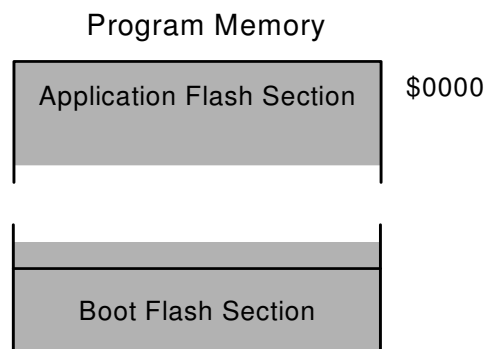 Program Memory
Application Flash Section
$0000
Boot Flash Section